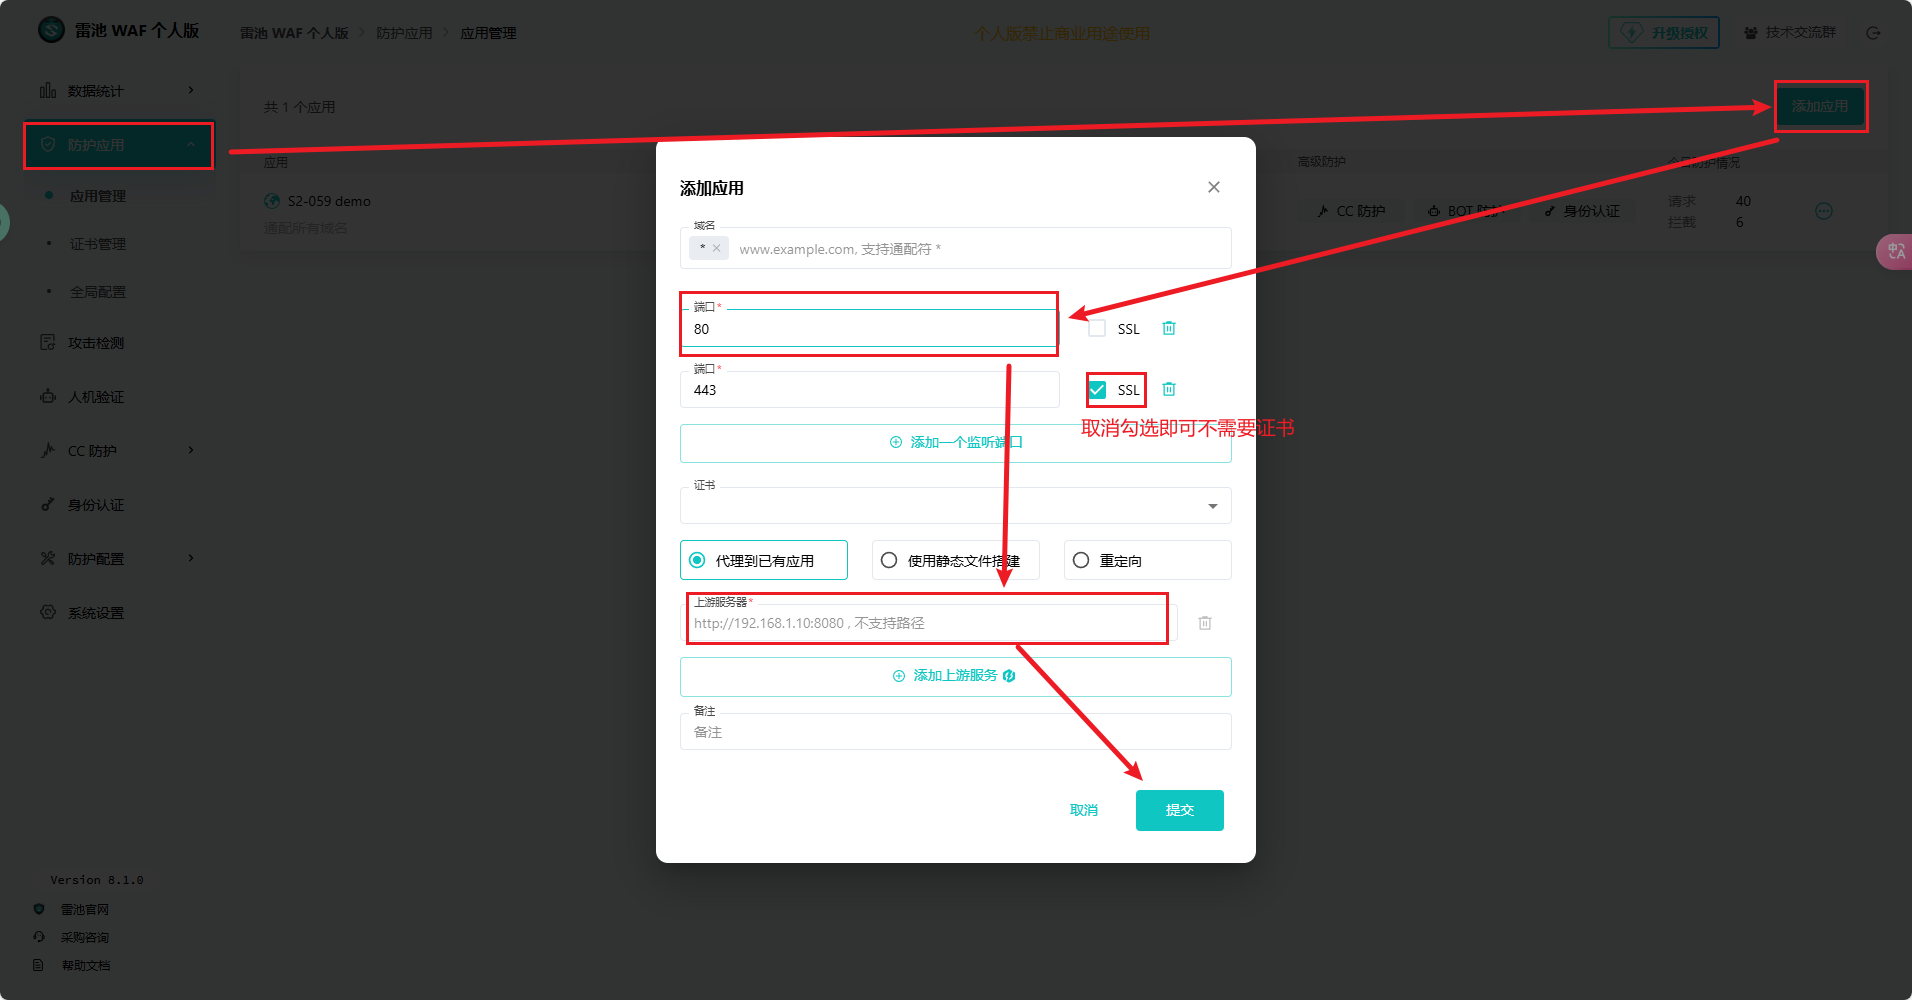 雷池 WAF 个人版
雷池 WAF 个人版 > 防护应用 > 应用管理
个人版禁止商业用途使用
升级授权
技术交流群
数据统计
防护应用
应用管理
证书管理
全局配置
攻击检测
人机验证
CC 防护
身份认证
防护配置
系统设置
Version 8.1.0
雷池官网
采购咨询
帮助文档
共 1 个应用
添加应用
应用
高级防护
今日防护情况
S2-059 demo
通配所有域名
CC 防护
BOT 防护
身份认证
请求 40
拦截 6
中A
添加应用
域名
* × www.example.com, 支持通配符 *
端口*
80
SSL
端口*
443
SSL
取消勾选即可不需要证书
添加一个监听端口
证书
代理到已有应用
使用静态文件搭建
重定向
上游服务器*
http://192.168.1.10:8080 , 不支持路径
添加上游服务
备注
备注
取消
提交